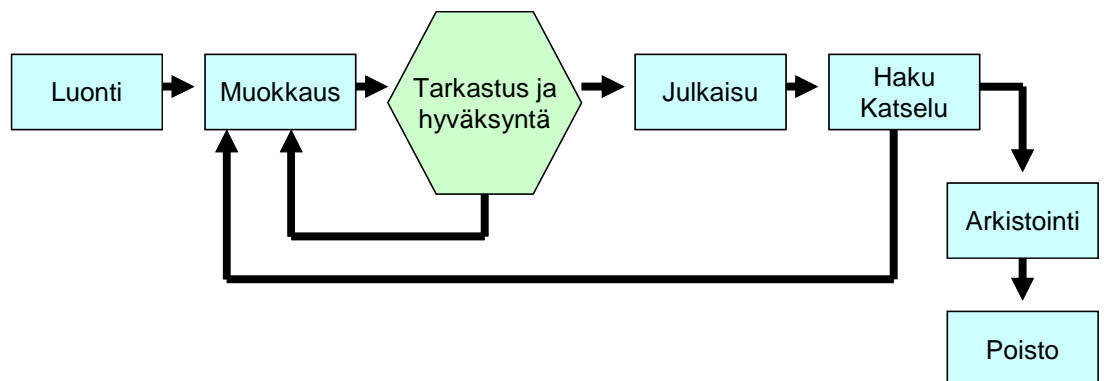 Luonti
Muokkaus
Tarkastus ja
hyväksyntä
Julkaisu
Haku
Katselu
Arkistointi
Poisto